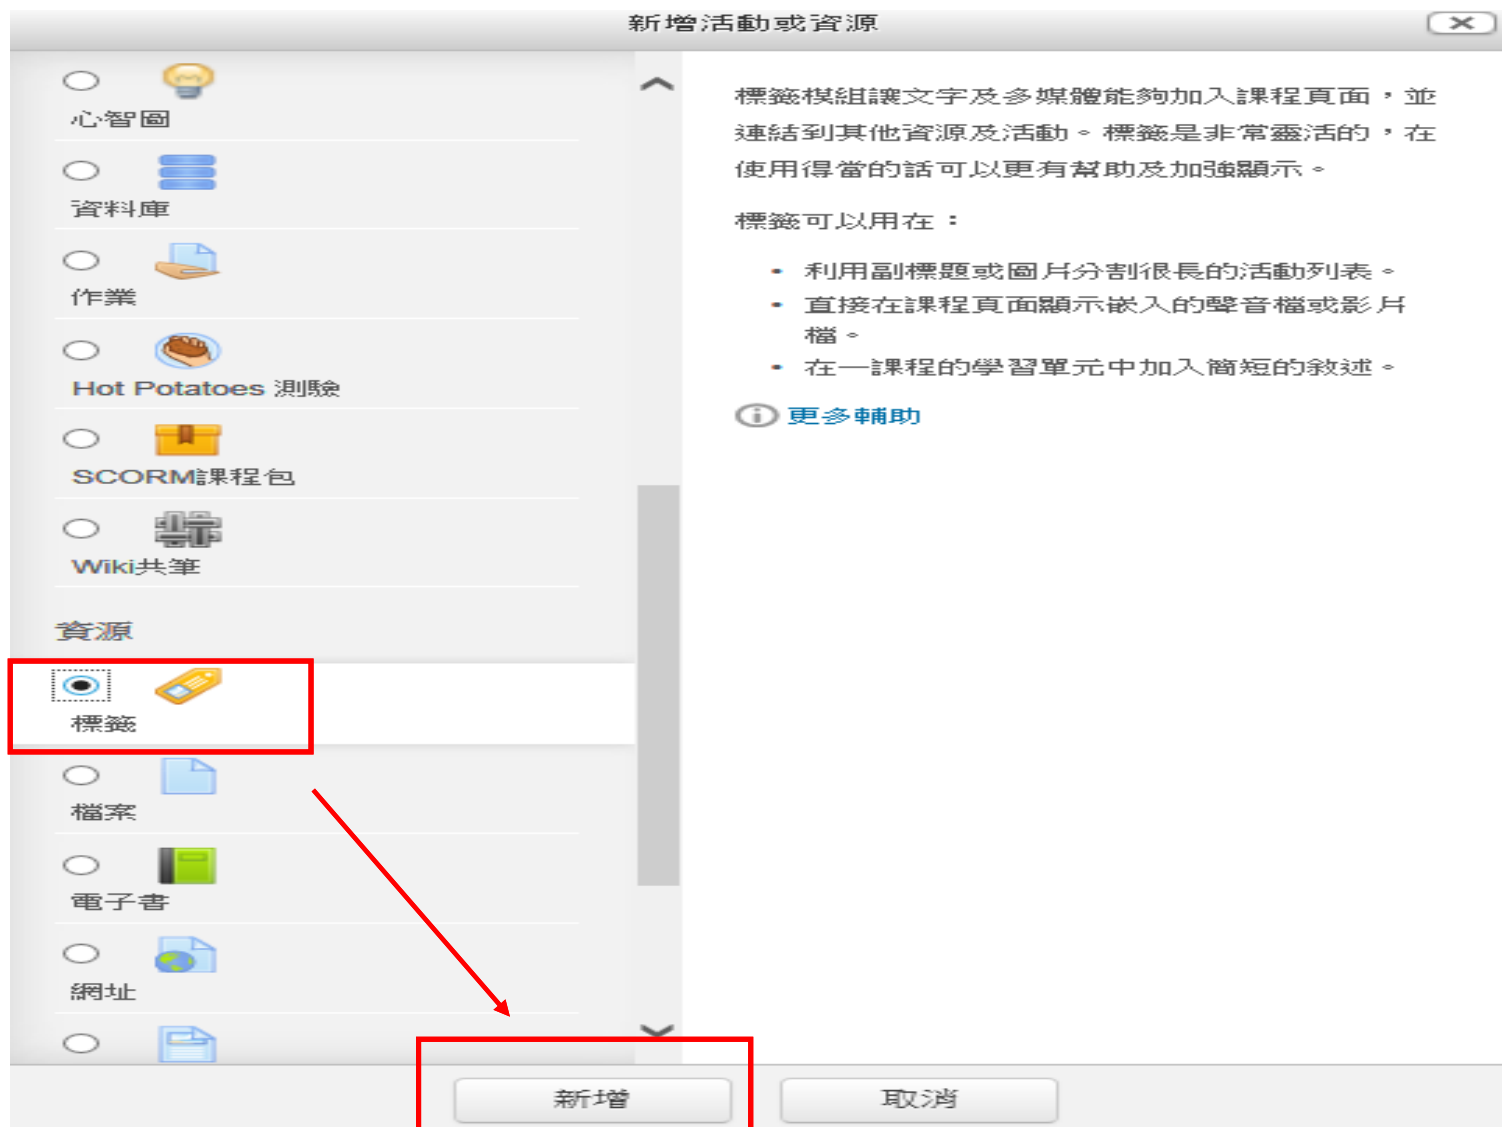 新增活動或資源
心智圖
資料庫
作業
Hot Potatoes 測驗
SCORM課程包
Wiki共筆
資源
標籤
檔案
電子書
網址
標籤模組讓文字及多媒體能夠加入課程頁面，並
連結到其他資源及活動。標籤是非常靈活的，在
使用得當的話可以更有幫助及加強顯示。
標籤可以用在：
• 利用副標題或圖片分割很長的活動列表。
• 直接在課程頁面顯示嵌入的聲音檔或影片
檔。
• 在一課程的學習單元中加入簡短的敘述。
更多輔助
新增
取消